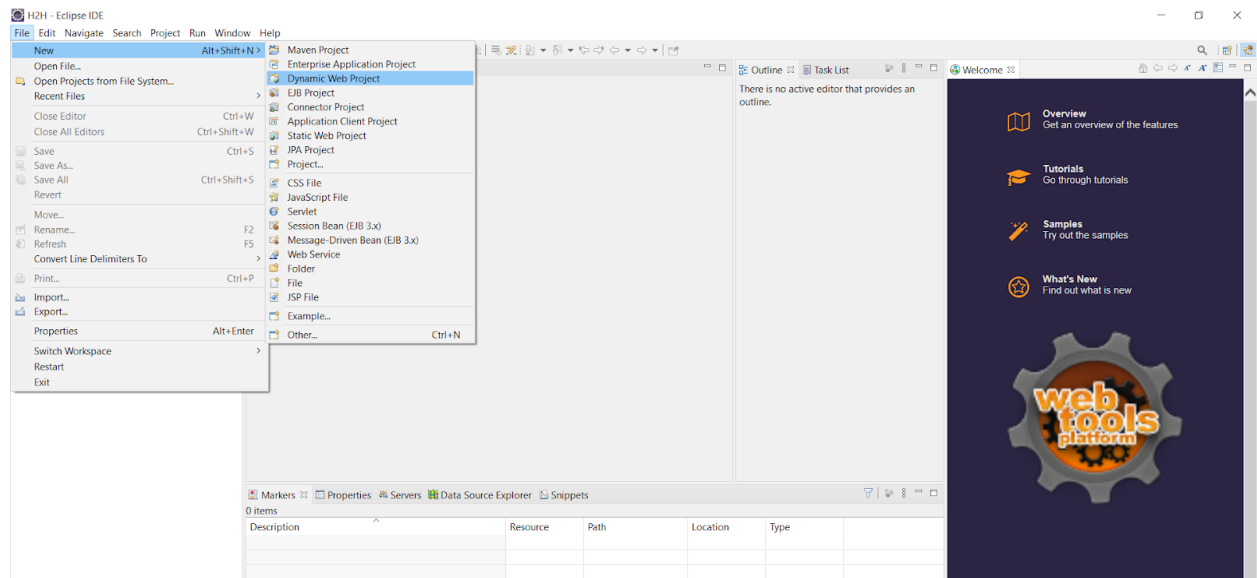 H2H - Eclipse IDE
File Edit Navigate Search Project Run Window Help
New Alt+Shift+N >
Open File...
Open Projects from File System...
Recent Files >
Close Editor Ctrl+W
Close All Editors Ctrl+Shift+W
Save Ctrl+S
Save As...
Save All Ctrl+Shift+S
Revert
Move...
Rename... F2
Refresh F5
Convert Line Delimiters To >
Print... Ctrl+P
Import...
Export...
Properties Alt+Enter
Switch Workspace >
Restart
Exit
Maven Project
Enterprise Application Project
Dynamic Web Project
EJB Project
Connector Project
Application Client Project
Static Web Project
JPA Project
Project...
CSS File
JavaScript File
Servlet
Session Bean (EJB 3.x)
Message-Driven Bean (EJB 3.x)
Web Service
Folder
File
JSP File
Example...
Other... Ctrl+N
Outline Task List
There is no active editor that provides an
outline.
Welcome
Overview
Get an overview of the features
Tutorials
Go through tutorials
Samples
Try out the samples
What's New
Find out what is new
web
tools
platform
Markers Properties Servers Data Source Explorer Snippets
0 items
Description Resource Path Location Type